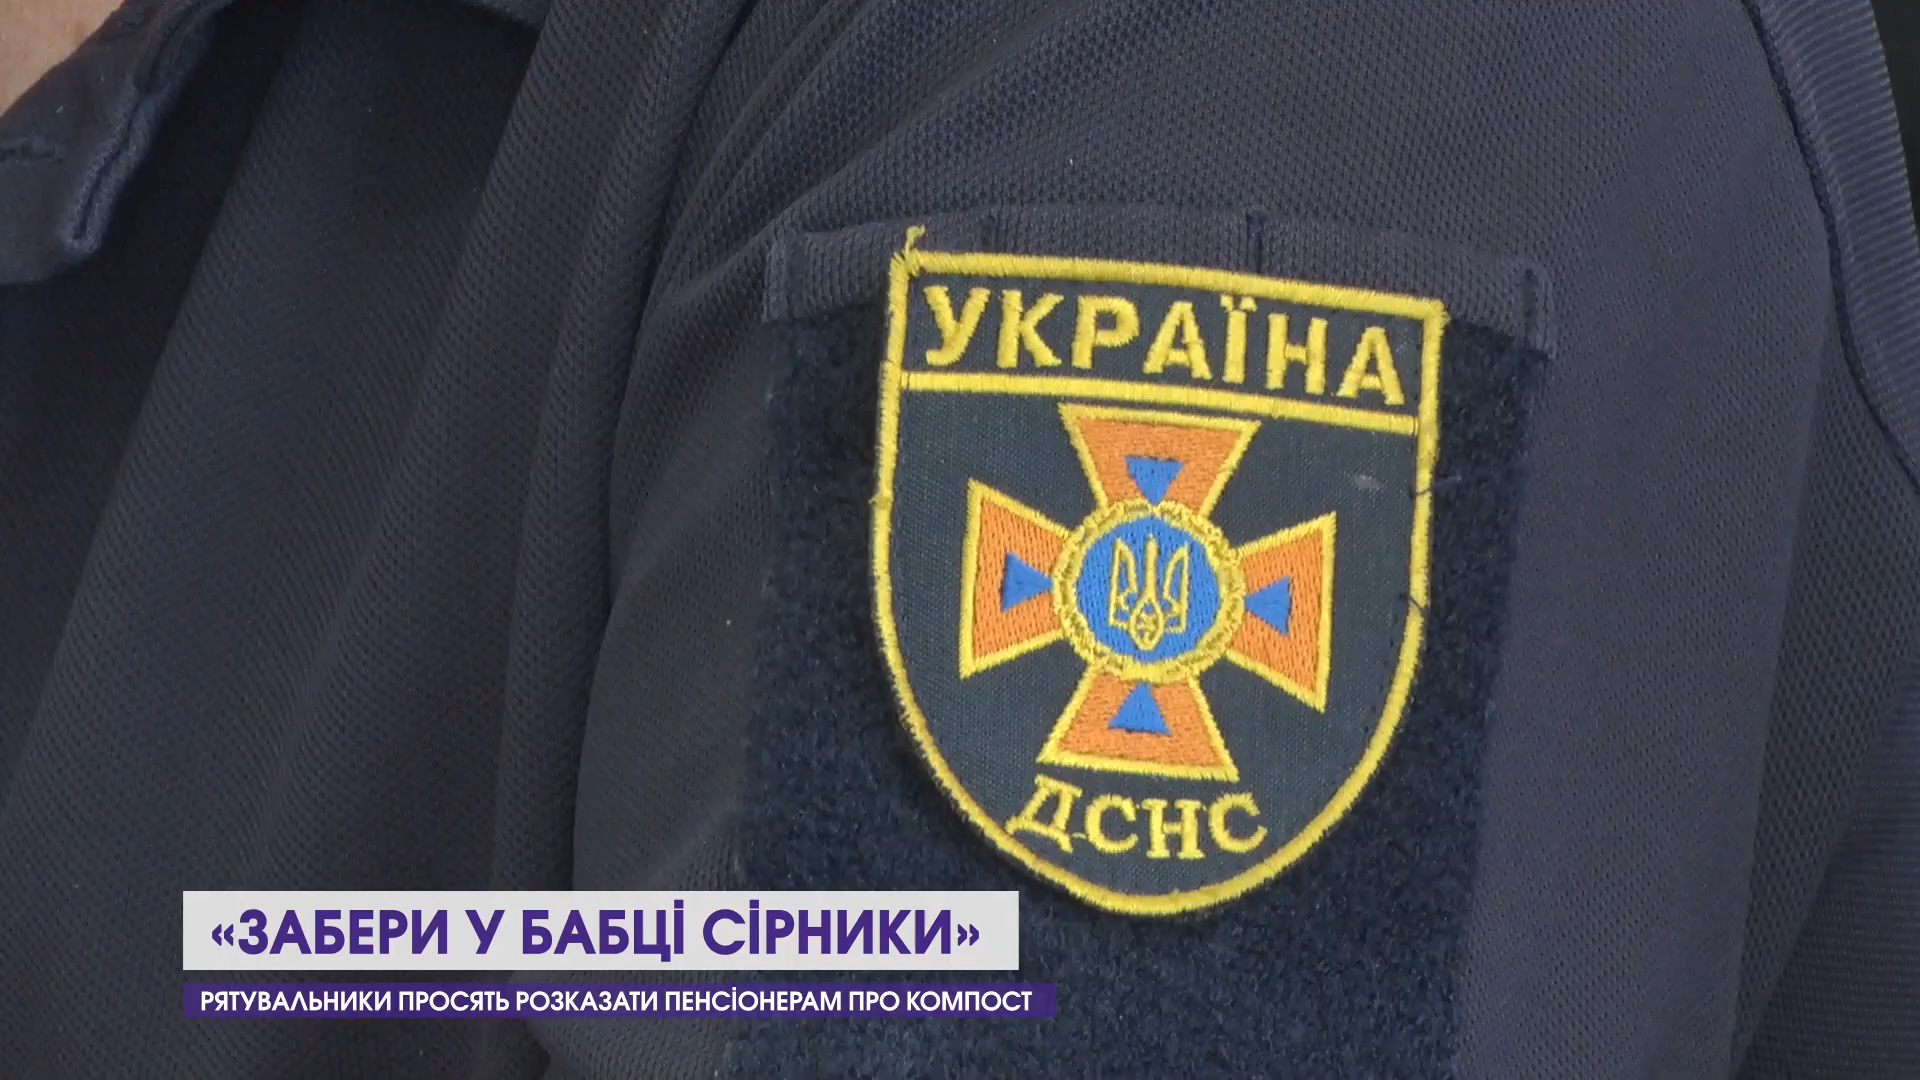 УКРАЇНА
ДСНС
«ЗАБЕРИ У БАБЦІ СІРНИКИ»
РЯТУВАЛЬНИКИ ПРОСЯТЬ РОЗКАЗАТИ ПЕНСІОНЕРАМ ПРО КОМПОСТ